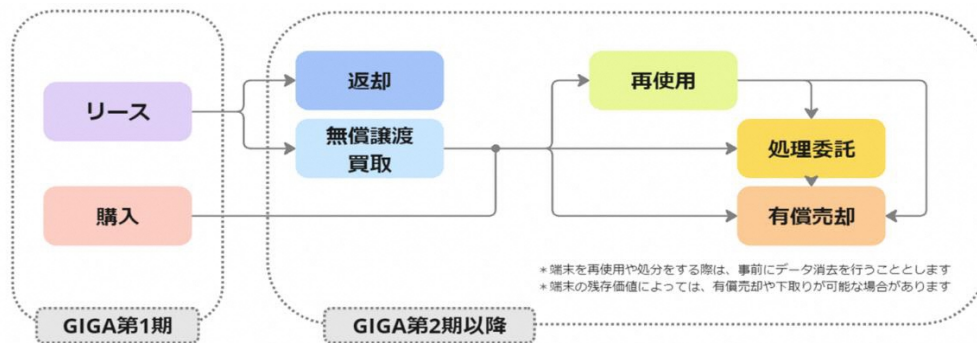 リース
購入
GIGA第1期
返却
無償譲渡
買取
再使用
処理委託
有償売却
*端末を再使用や処分をする際は、事前にデータ消去を行うこととします
*端末の残存価値によっては、有償売却や下取りが可能な場合があります
GIGA第2期以降